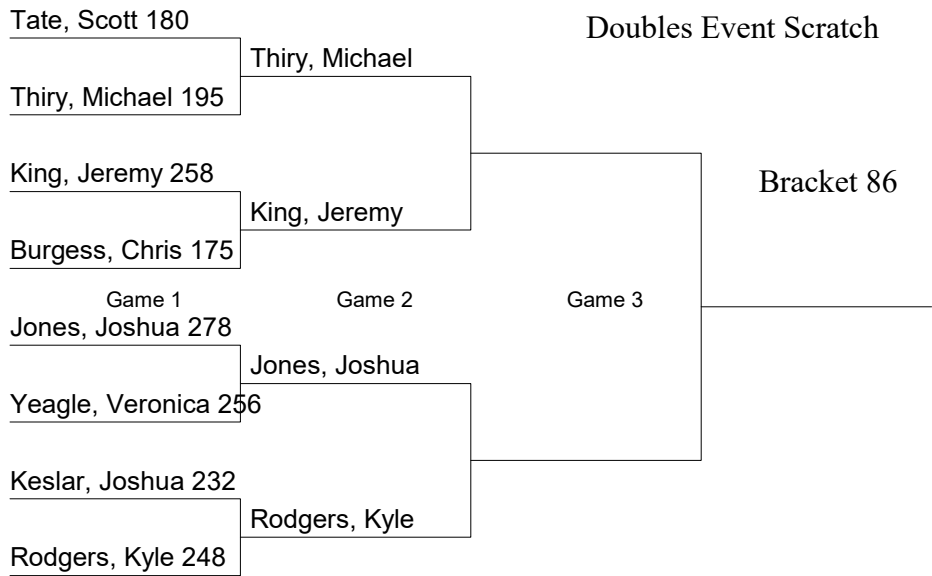 Tate, Scott 180
Doubles Event Scratch
Thiry, Michael
Thiry, Michael 195
King, Jeremy 258
Bracket 86
King, Jeremy
Burgess, Chris 175
Game 1
Game 2
Game 3
Jones, Joshua 278
Jones, Joshua
Yeagle, Veronica 256
Keslar, Joshua 232
Rodgers, Kyle
Rodgers, Kyle 248